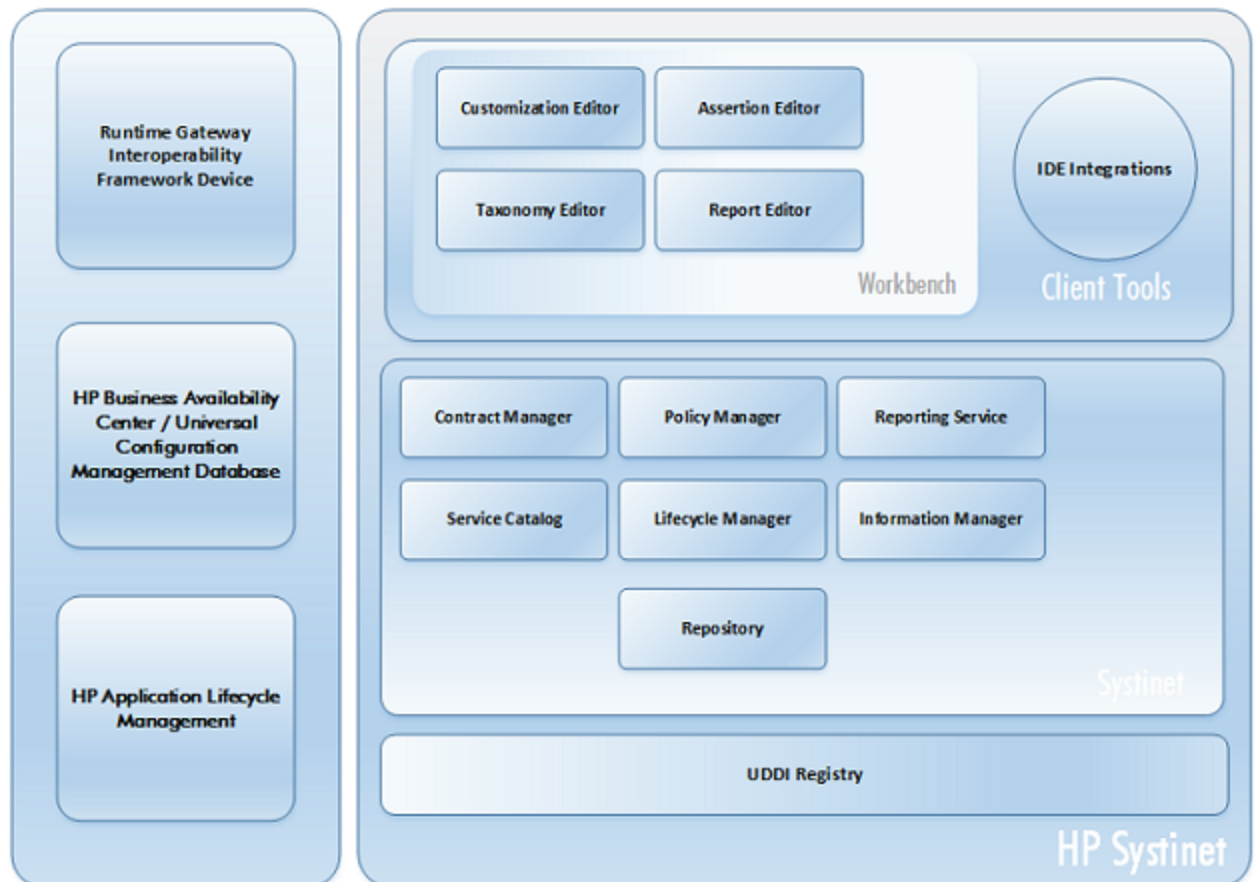 Runtime Gateway
Interoperability
Framework Device
HP Business Availability
Center / Universal
Configuration
Management Database
HP Application Lifecycle
Management
Customization Editor
Assertion Editor
Taxonomy Editor
Report Editor
Workbench
IDE Integrations
Client Tools
Contract Manager
Policy Manager
Reporting Service
Service Catalog
Lifecycle Manager
Information Manager
Repository
Systinet
UDDI Registry
HP Systinet